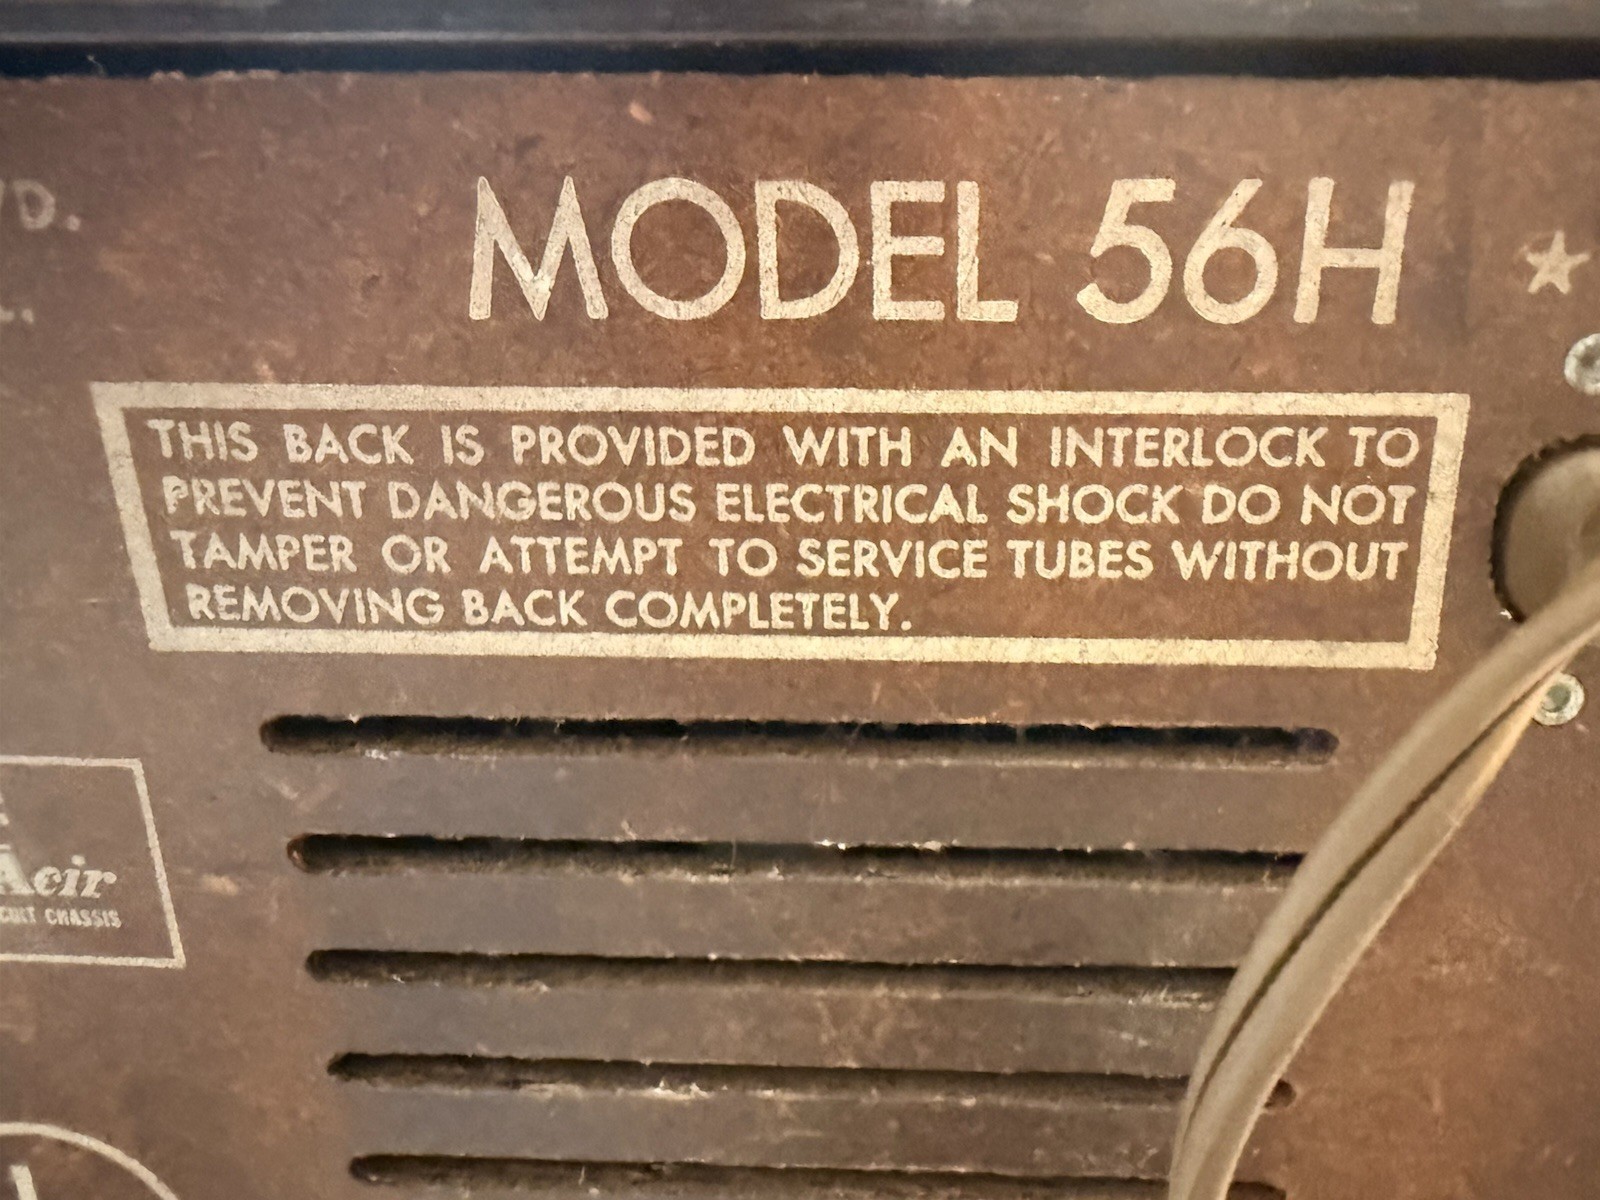 MODEL 56H
THIS BACK IS PROVIDED WITH AN INTERLOCK TO
PREVENT DANGEROUS ELECTRICAL SHOCK DO NOT
TAMPER OR ATTEMPT TO SERVICE TUBES WITHOUT
REMOVING BACK COMPLETELY.
CHASSIS